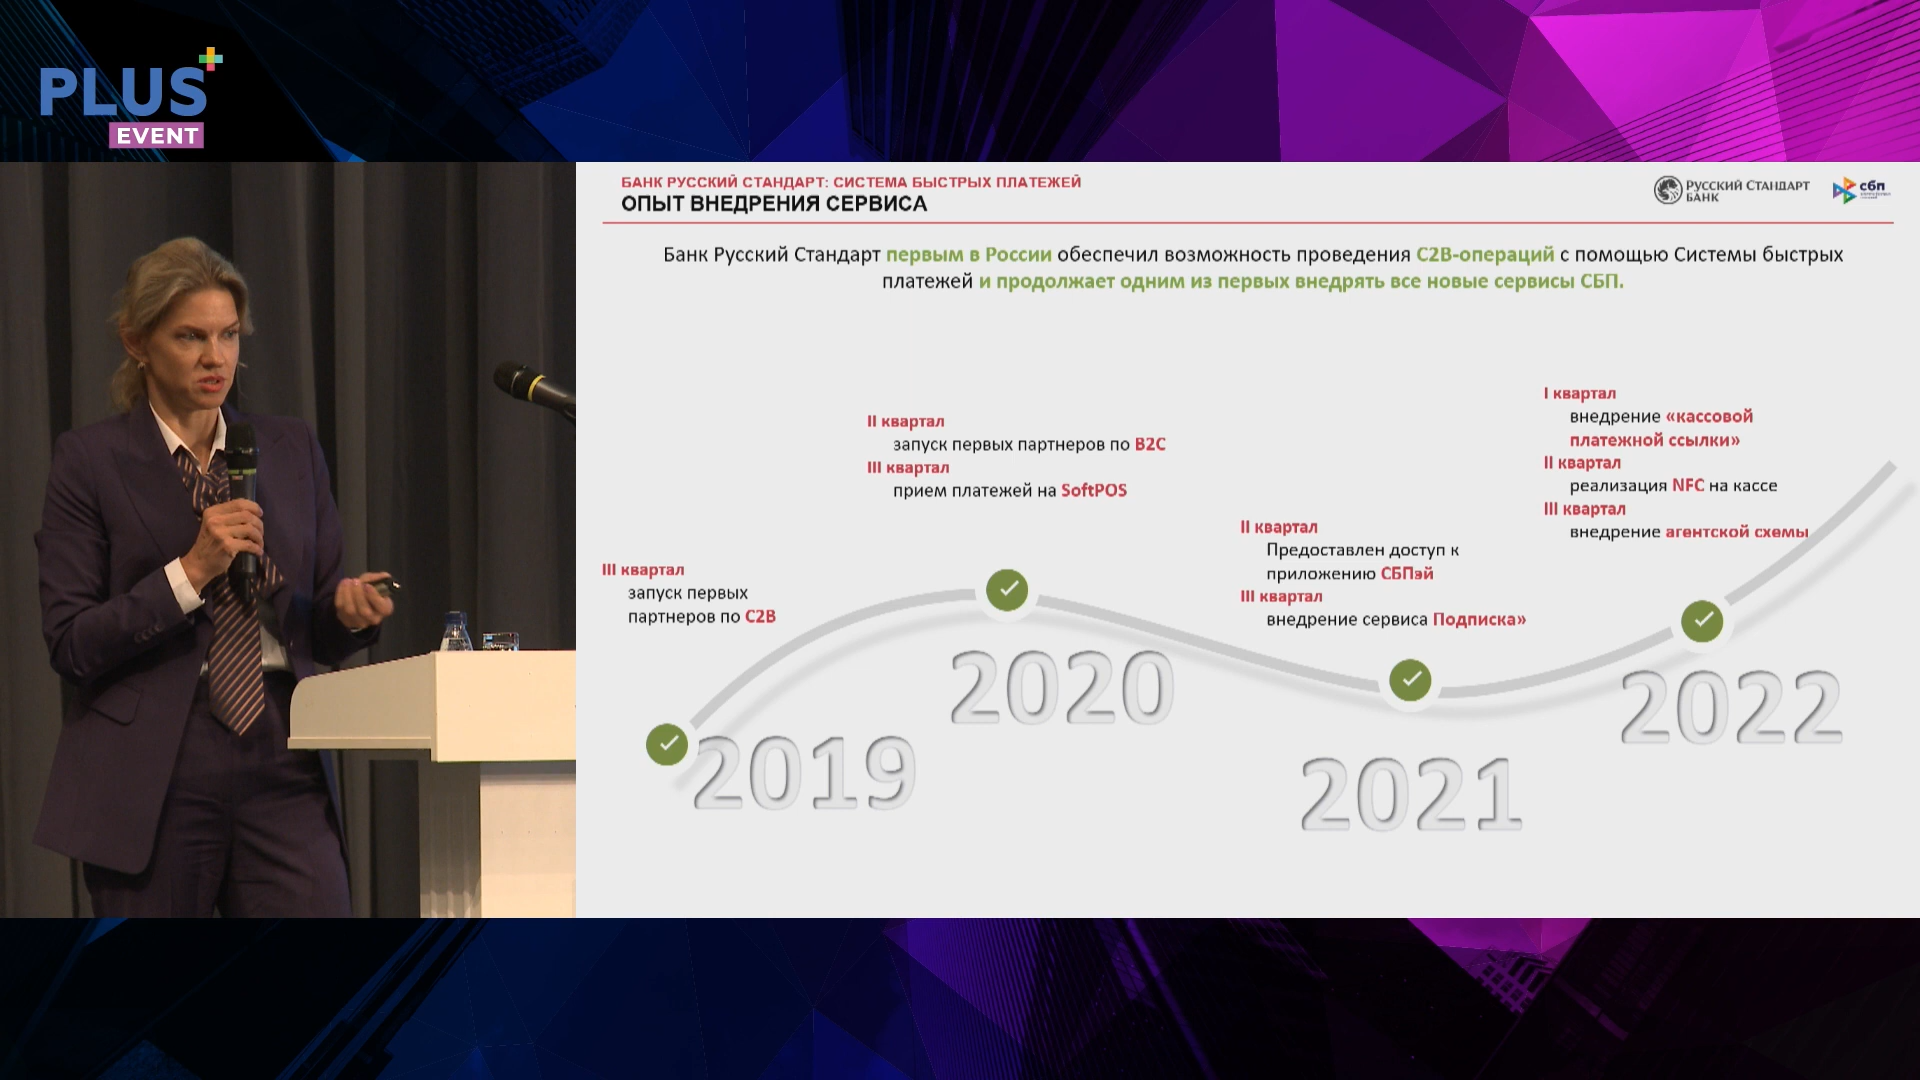 PLUS
EVENT
БАНК РУССКИЙ СТАНДАРТ: СИСТЕМА БЫСТРЫХ ПЛАТЕЖЕЙ
ОПЫТ ВНЕДРЕНИЯ СЕРВИСА
РУССКИЙ СТАНДАРТ
БАНК
сбп
Банк Русский Стандарт первым в России обеспечил возможность проведения C2B-операций с помощью Системы быстрых
платежей и продолжает одним из первых внедрять все новые сервисы СБП.
III квартал
запуск первых
партнеров по C2B
2019
II квартал
запуск первых партнеров по B2C
III квартал
прием платежей на SoftPOS
2020
II квартал
Предоставлен доступ к
приложению СБПэй
III квартал
внедрение сервиса Подписка»
2021
I квартал
внедрение «кассовой
платежной ссылки»
II квартал
реализация NFC на кассе
III квартал
внедрение агентской схемы
2022